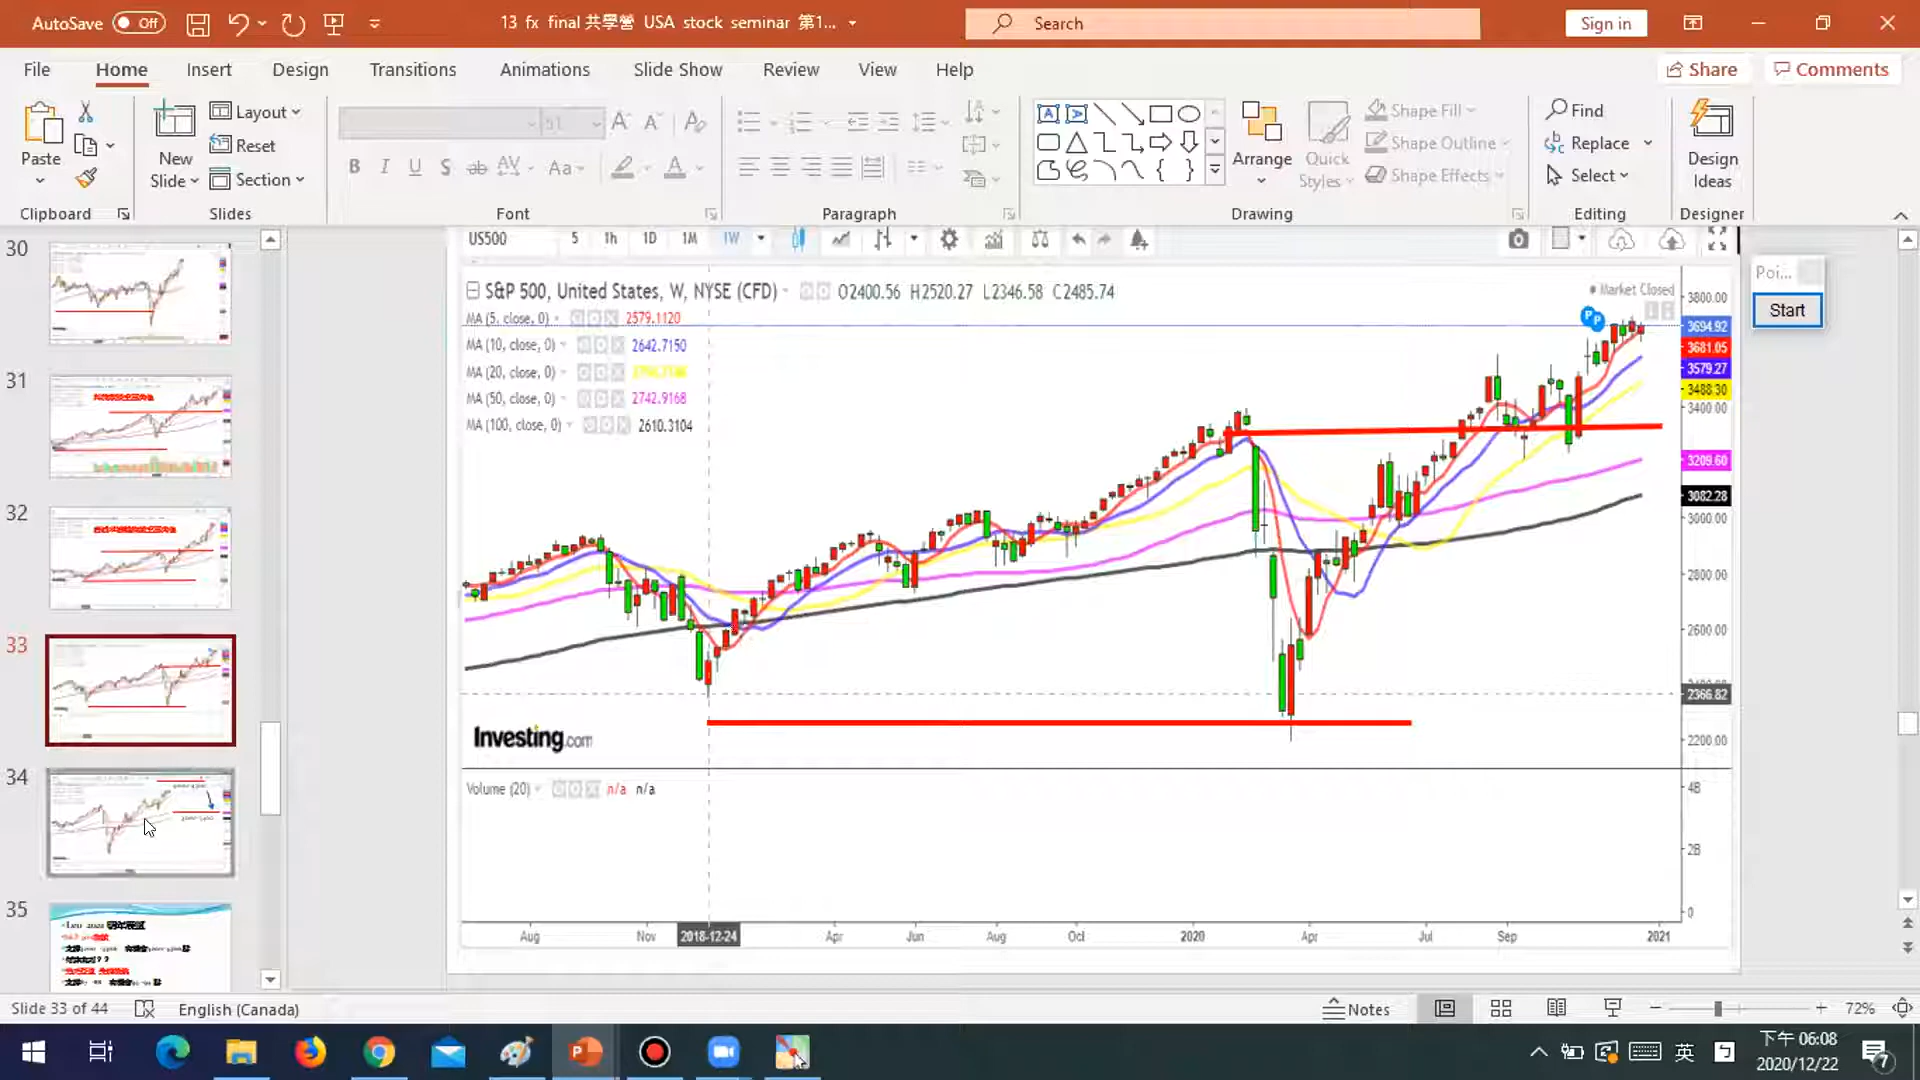 AutoSave Off
13 fx final 共學營 USA stock seminar 第1...
Search
Sign in
File Home Insert Design Transitions Animations Slide Show Review View Help
Share Comments
Paste
New Slide
Layout
Reset
Section
51
B I U S ab AV Aa A
Arrange
Quick Styles
Shape Fill
Shape Outline
Shape Effects
Find
Replace
Select
Design Ideas
Clipboard Slides Font Paragraph Drawing Editing Designer
30
31
32
33
34
35
US500 5 1h 1D 1M 1W
S&P 500, United States, W, NYSE (CFD) O2400.56 H2520.27 L2346.58 C2485.74
Market Closed
MA (5, close, 0) 2579.1120
MA (10, close, 0) 2642.7150
MA (20, close, 0)
MA (50, close, 0) 2742.9168
MA (100, close, 0) 2610.3104
P P
3800.00
3694.92
3681.05
3579.27
3488.30
3400.00
3209.60
3082.28
3000.00
2800.00
2600.00
2366.82
2200.00
Investing.com
Volume (20) n/a n/a
4B
2B
0
Aug Nov 2018-12-24 Apr Jun Aug Oct 2020 Apr Jul Sep 2021
Poi...
Start
Slide 33 of 44 English (Canada)
Notes
72%
英
下午 06:08
2020/12/22
7